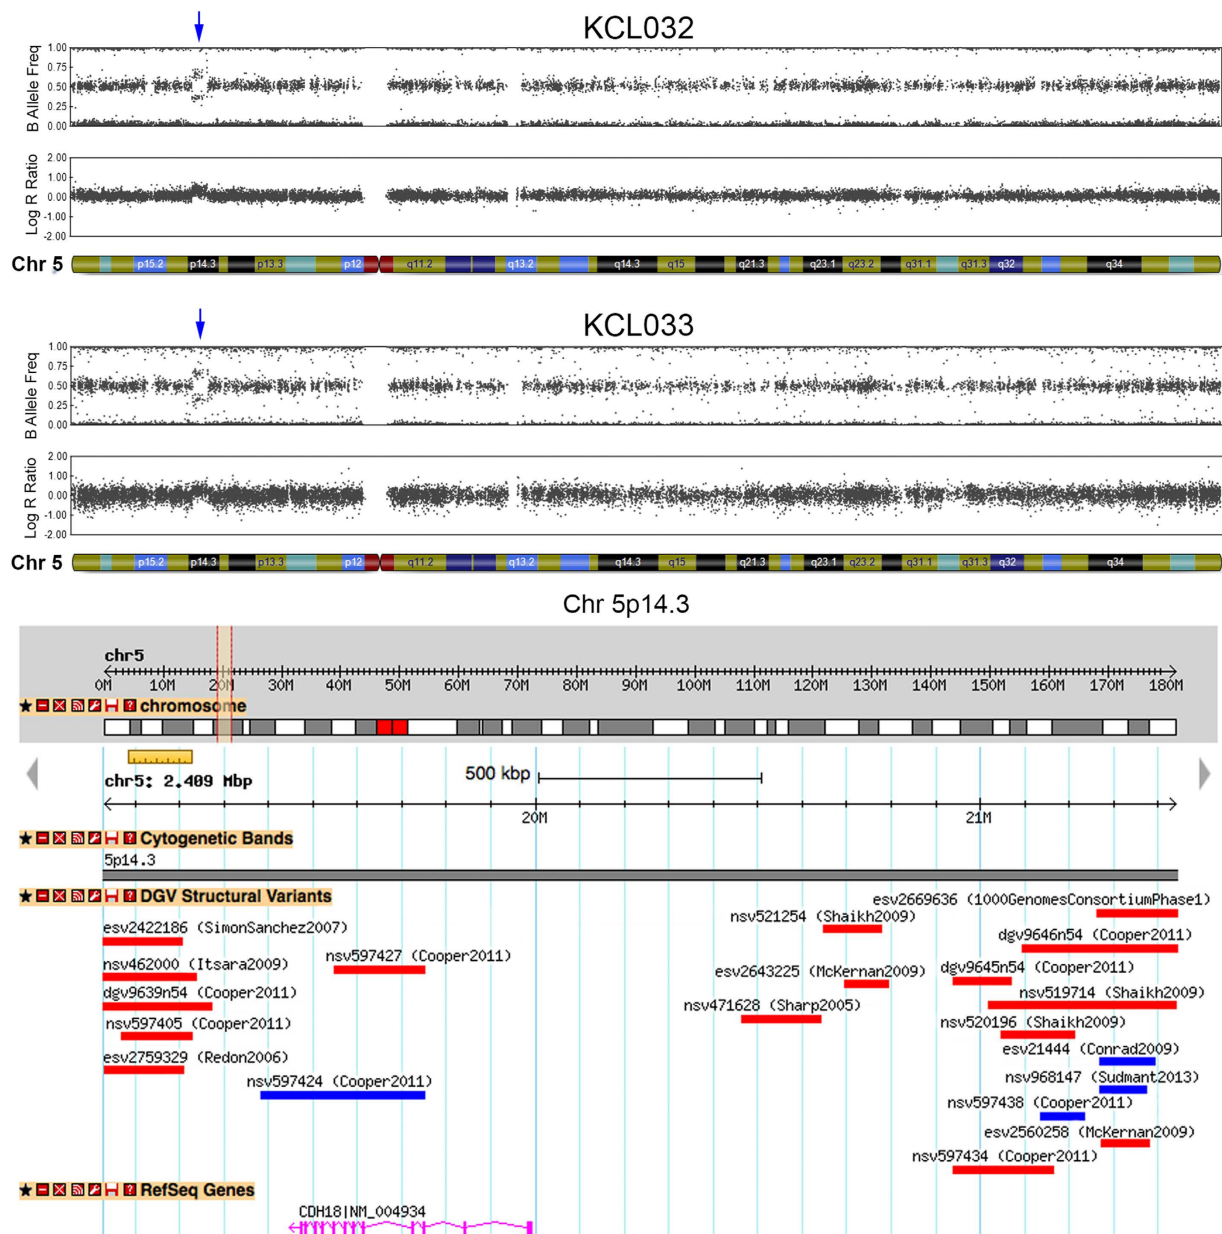 KCL032
B Allele Freq
1.00
0.75
0.50
0.25
0.00
Log R Ratio
2.00
1.00
0.00
-1.00
-2.00
Chr 5
p15.2 p14.3 p13.3 p12 q11.2 q13.2 q14.3 q15 q21.3 q23.1 q23.2 q31.1 q31.3 q32 q34
KCL033
B Allele Freq
1.00
0.75
0.50
0.25
0.00
Log R Ratio
2.00
1.00
0.00
-1.00
-2.00
Chr 5
p15.2 p14.3 p13.3 p12 q11.2 q13.2 q14.3 q15 q21.3 q23.1 q23.2 q31.1 q31.3 q32 q34
Chr 5p14.3
chr5
0M 10M 20M 30M 40M 50M 60M 70M 80M 90M 100M 110M 120M 130M 140M 150M 160M 170M 180M
chromosome
chr5: 2.409 Mbp
500 kbp
20M 21M
Cytogenetic Bands
5p14.3
DGV Structural Variants
esv2669636 (1000GenomesConsortiumPhase1)
nsv521254 (Shaikh2009)
esv2422186 (SimonSanchez2007)
dgv9646n54 (Cooper2011)
nsv597427 (Cooper2011)
nsv462000 (Itsara2009)
esv2643225 (McKernan2009)
dgv9645n54 (Cooper2011)
dgv9639n54 (Cooper2011)
nsv519714 (Shaikh2009)
nsv471628 (Sharp2005)
nsv597405 (Cooper2011)
nsv520196 (Shaikh2009)
esv21444 (Conrad2009)
esv2759329 (Redon2006)
nsv968147 (Sudmant2013)
nsv597424 (Cooper2011)
nsv597438 (Cooper2011)
esv2560258 (McKernan2009)
nsv597434 (Cooper2011)
RefSeq Genes
CDH18|NM_004934